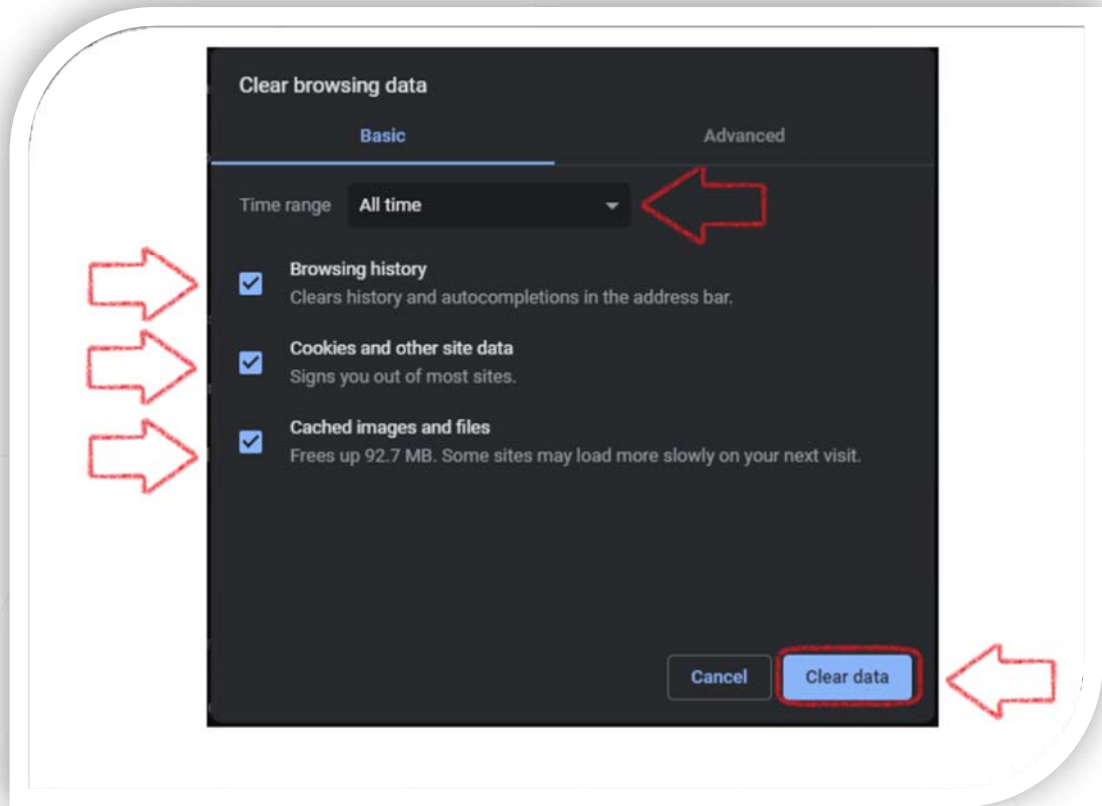 Clear browsing data
Basic Advanced
Time range All time
Browsing history
Clears history and autocompletions in the address bar.
Cookies and other site data
Signs you out of most sites.
Cached images and files
Frees up 92.7 MB. Some sites may load more slowly on your next visit.
Cancel Clear data